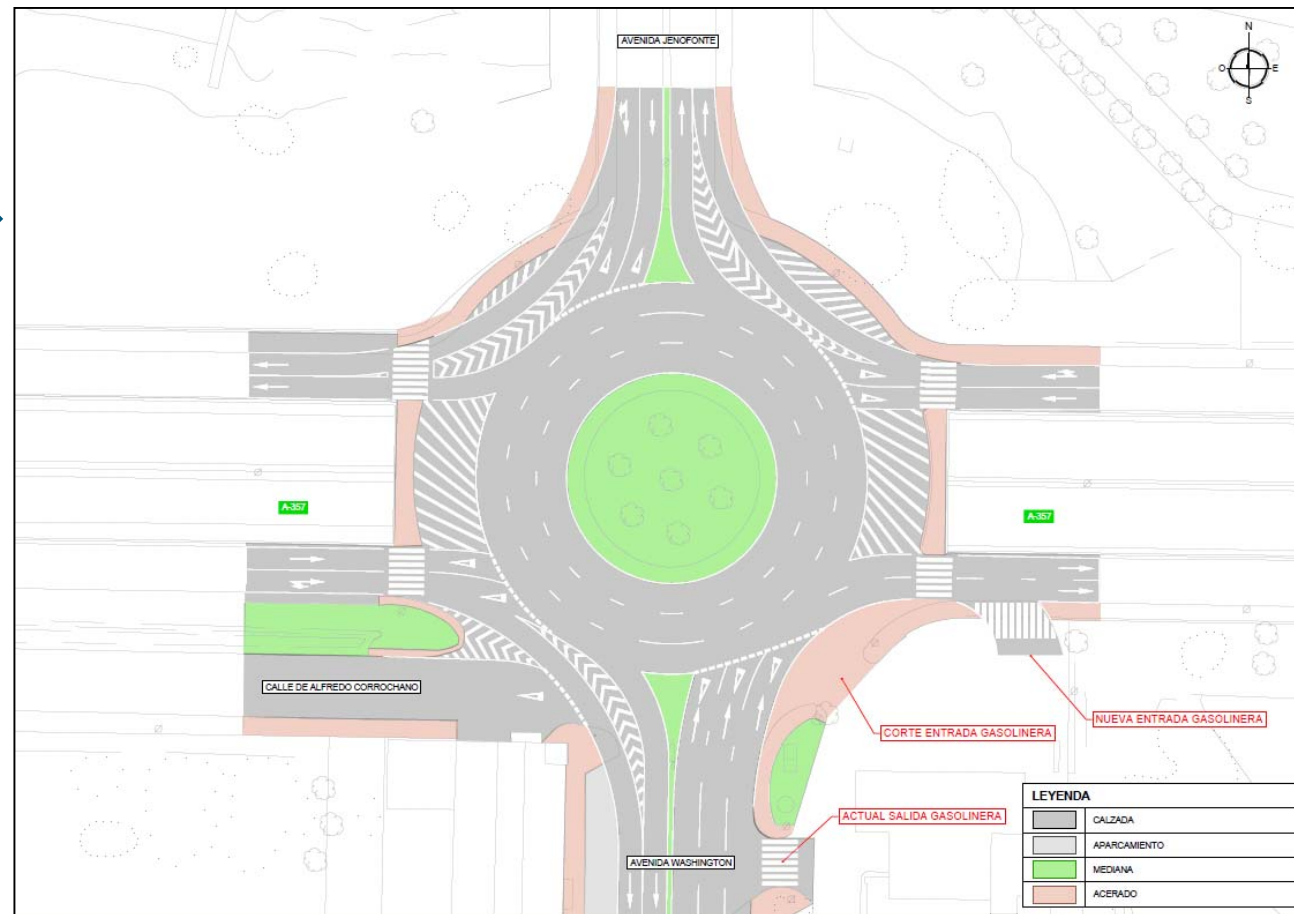 AVENIDA JENOFONTE
N
O
E
S
A-357
A-357
CALLE DE ALFREDO CORROCHANO
NUEVA ENTRADA GASOLINERA
CORTE ENTRADA GASOLINERA
ACTUAL SALIDA GASOLINERA
AVENIDA WASHINGTON
LEYENDA
CALZADA
APARCAMIENTO
MEDIANA
ACERADO